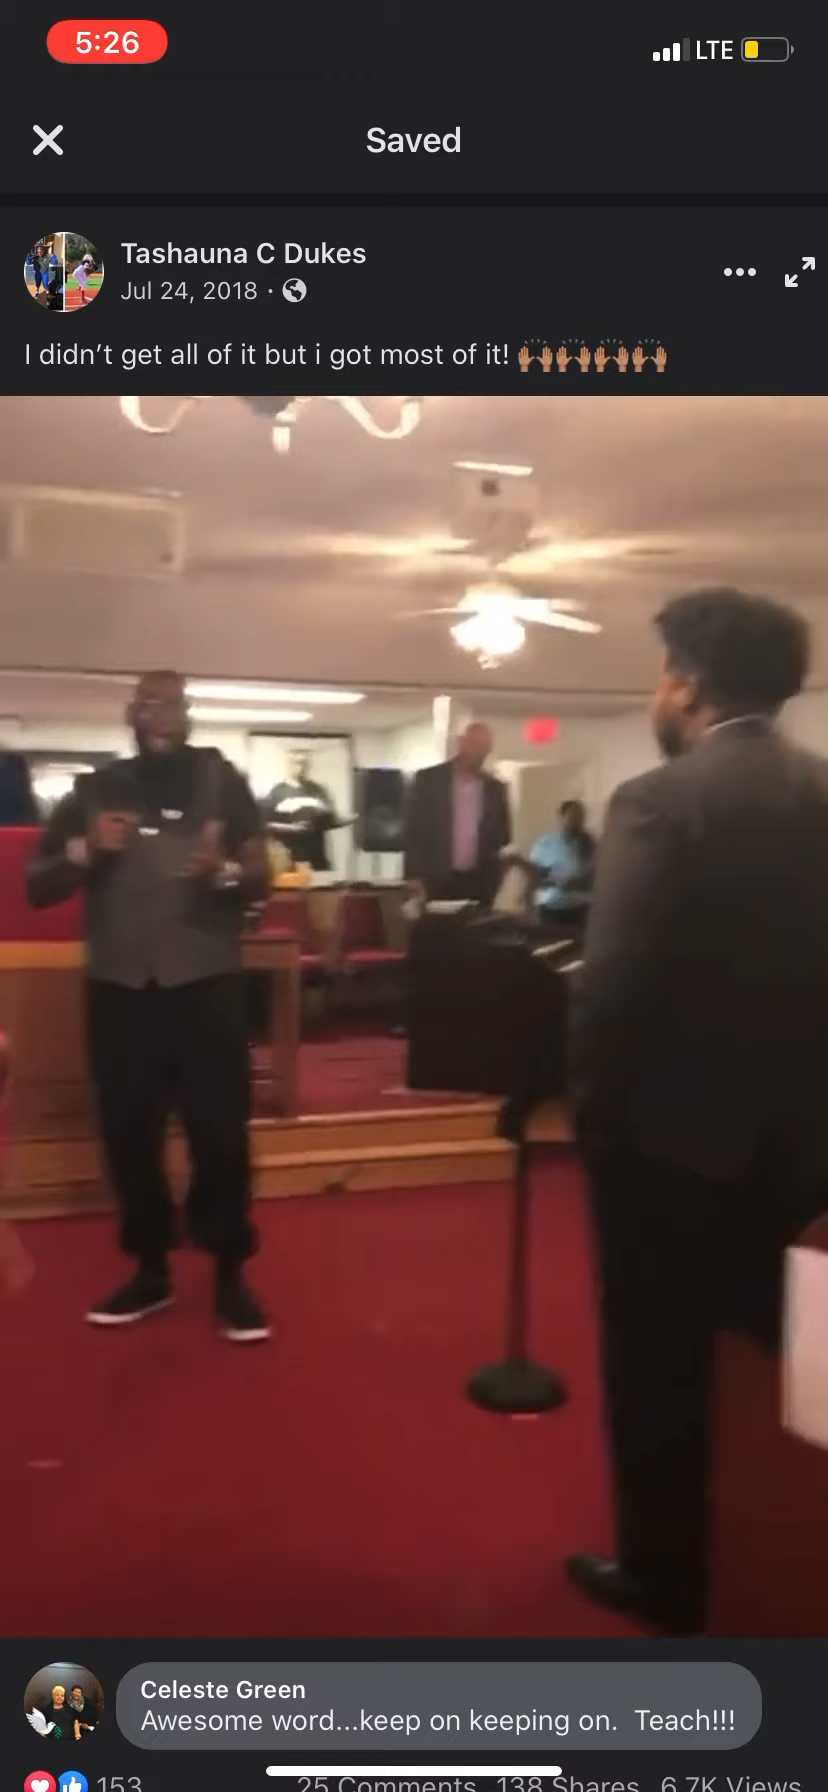 5:26
LTE
Saved
Tashauna C Dukes
Jul 24, 2018 ·
I didn't get all of it but i got most of it! 🙌🏽🙌🏽🙌🏽🙌🏽
Celeste Green
Awesome word...keep on keeping on.  Teach!!!
153
25 Comments 138 Shares 6.7K Views